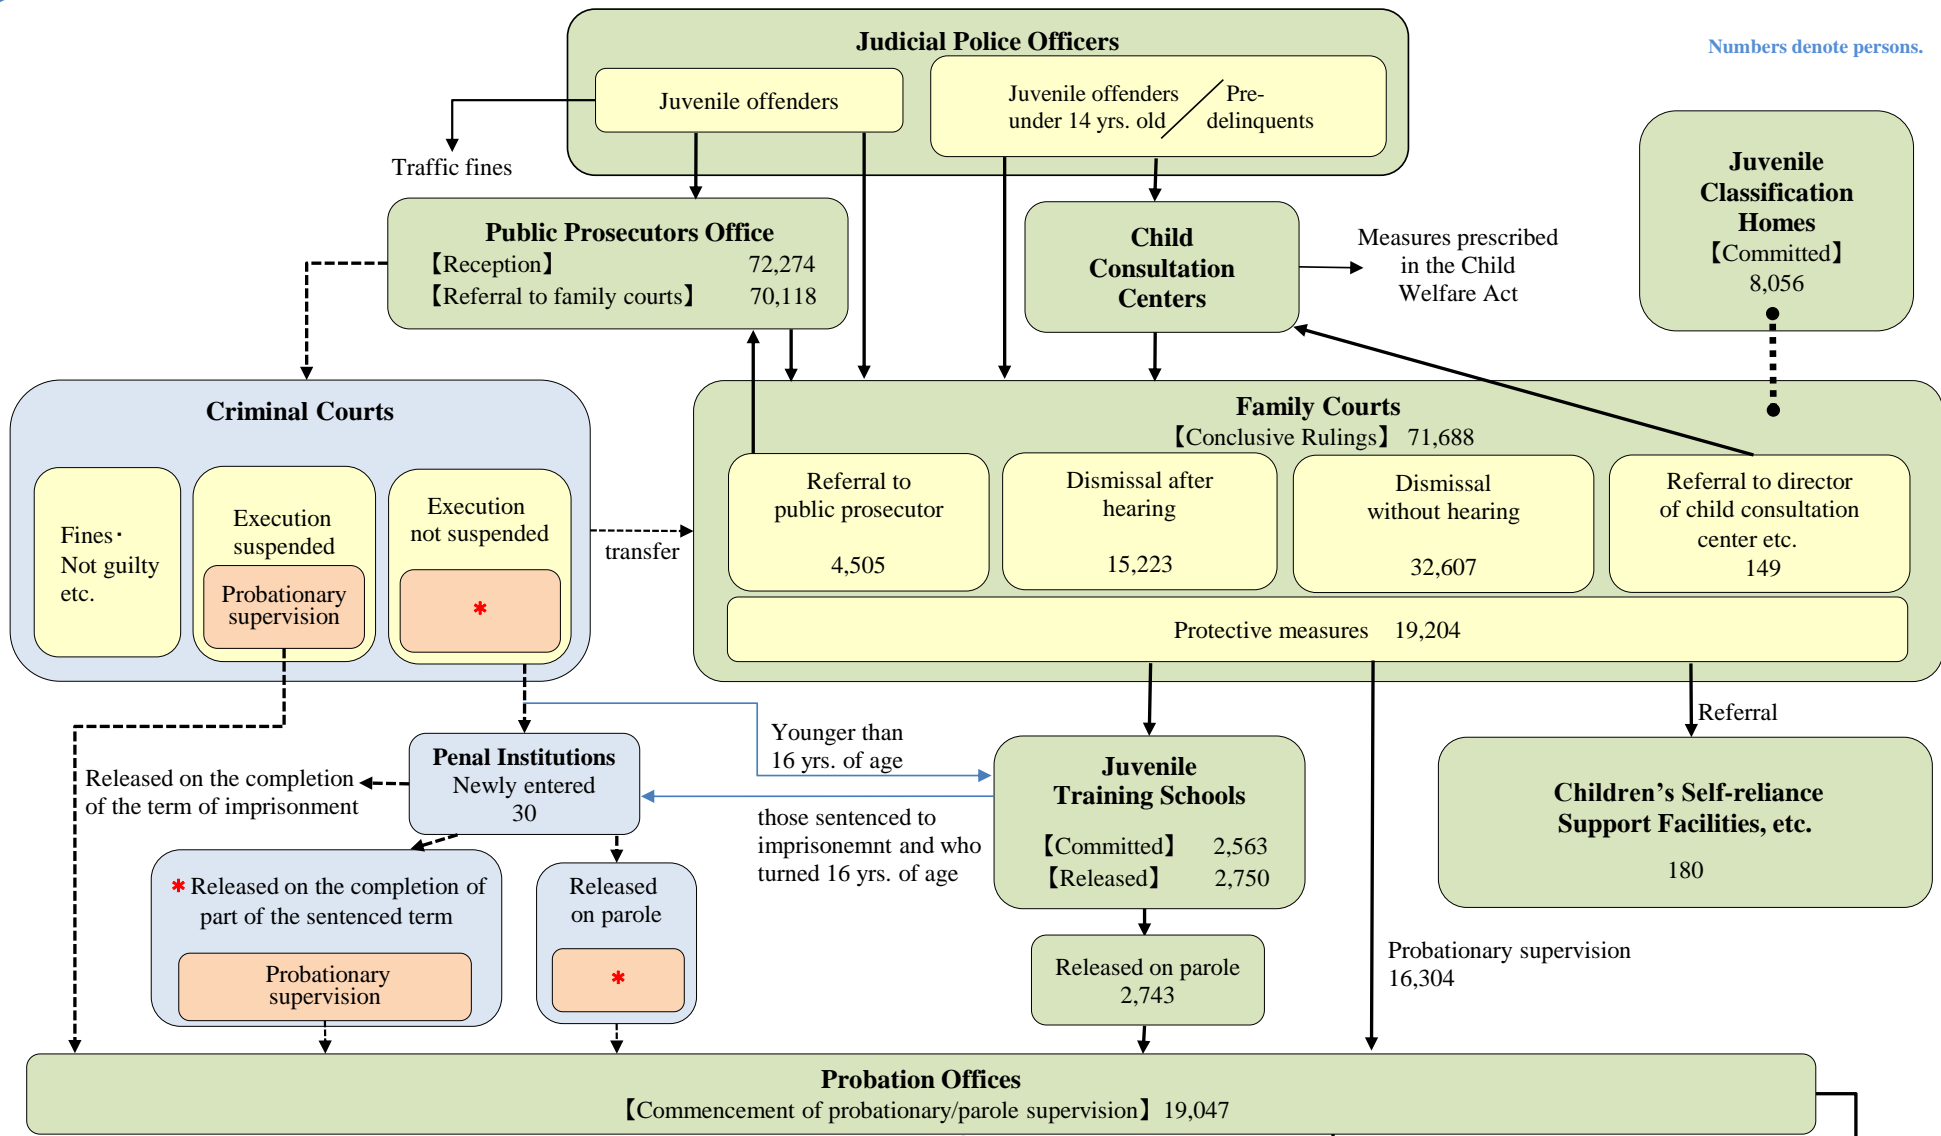 Judicial Police Officers
Numbers denote persons.
Juvenile offenders
Juvenile offenders
under 14 yrs. old
Pre-
delinquents
Traffic fines
Public Prosecutors Office
【Reception】 72,274
【Referral to family courts】 70,118
Child
Consultation
Centers
Measures prescribed
in the Child
Welfare Act
Juvenile
Classification
Homes
【Committed】
8,056
Criminal Courts
Fines・
Not guilty
etc.
Execution
suspended
Probationary
supervision
Execution
not suspended
*
transfer
Family Courts
【Conclusive Rulings】 71,688
Referral to
public prosecutor
4,505
Dismissal after
hearing
15,223
Dismissal
without hearing
32,607
Referral to director
of child consultation
center etc.
149
Protective measures 19,204
Referral
Younger than
16 yrs. of age
Penal Institutions
Newly entered
30
Released on the completion
of the term of imprisonment
those sentenced to
imprisonemnt and who
turned 16 yrs. of age
Juvenile
Training Schools
【Committed】 2,563
【Released】 2,750
Children’s Self-reliance
Support Facilities, etc.
180
* Released on the completion of
part of the sentenced term
Probationary
supervision
Released
on parole
*
Released on parole
2,743
Probationary supervision
16,304
Probation Offices
【Commencement of probationary/parole supervision】 19,047